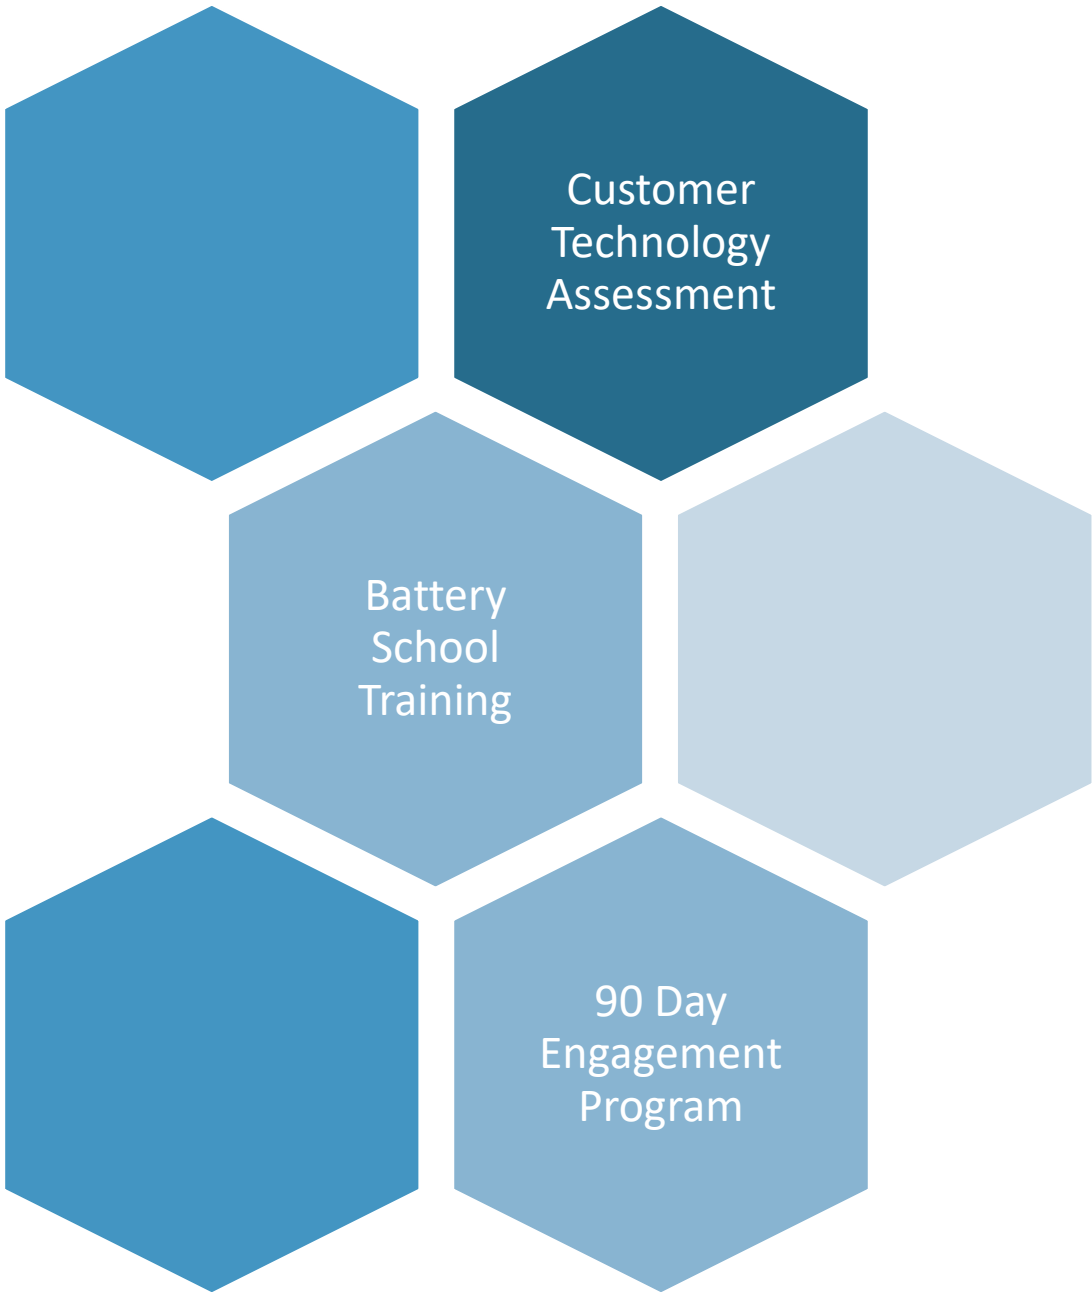 Customer
Technology
Assessment
Battery
School
Training
90 Day
Engagement
Program